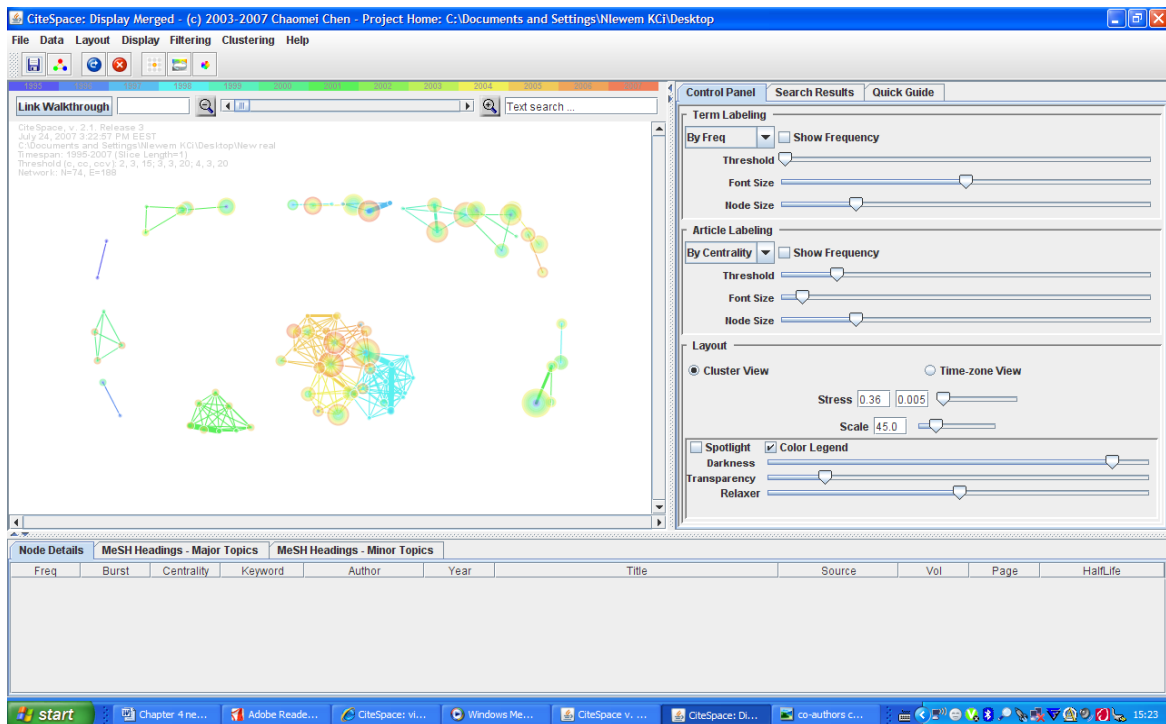 CiteSpace: Display Merged - (c) 2003-2007 Chaomei Chen - Project Home: C:\Documents and Settings\Nlewem KCi\Desktop
File Data Layout Display Filtering Clustering Help
1995 1996 1997 1998 1999 2000 2001 2002 2003 2004 2005 2006 2007
Link Walkthrough
Text search ...
CiteSpace, v. 2.1. Release 3
July 24, 2007 3:22:57 PM EEST
C:\Documents and Settings\Nlewem KCi\Desktop\New real
Timespan: 1995-2007 (Slice Length=1)
Threshold (c, cc, ccv): 2, 3, 15; 3, 3, 20; 4, 3, 20
Network: N=74, E=188
Control Panel Search Results Quick Guide
Term Labeling
By Freq Show Frequency
Threshold
Font Size
Node Size
Article Labeling
By Centrality Show Frequency
Threshold
Font Size
Node Size
Layout
Cluster View Time-zone View
Stress 0.36 0.005
Scale 45.0
Spotlight Color Legend
Darkness
Transparency
Relaxer
Node Details MeSH Headings - Major Topics MeSH Headings - Minor Topics
Freq Burst Centrality Keyword Author Year Title Source Vol Page HalfLife
start Chapter 4 ne... Adobe Reade... CiteSpace: vi... Windows Me... CiteSpace v. ... CiteSpace: Di... co-authors c... 15:23